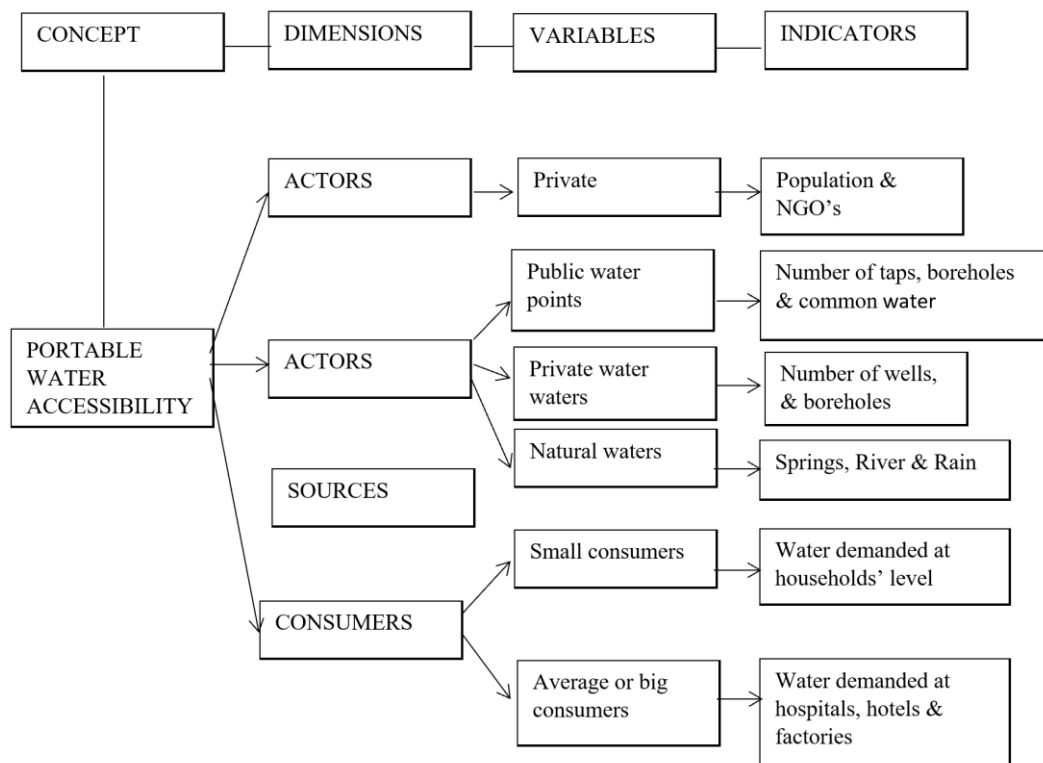 CONCEPT
DIMENSIONS
VARIABLES
INDICATORS
ACTORS
Private
Population &
NGO’s
Public water
points
Number of taps, boreholes
& common water
PORTABLE
WATER
ACCESSIBILITY
ACTORS
Private water
waters
Number of wells,
& boreholes
Natural waters
Springs, River & Rain
SOURCES
Small consumers
Water demanded at
households’ level
CONSUMERS
Average or big
consumers
Water demanded at
hospitals, hotels &
factories